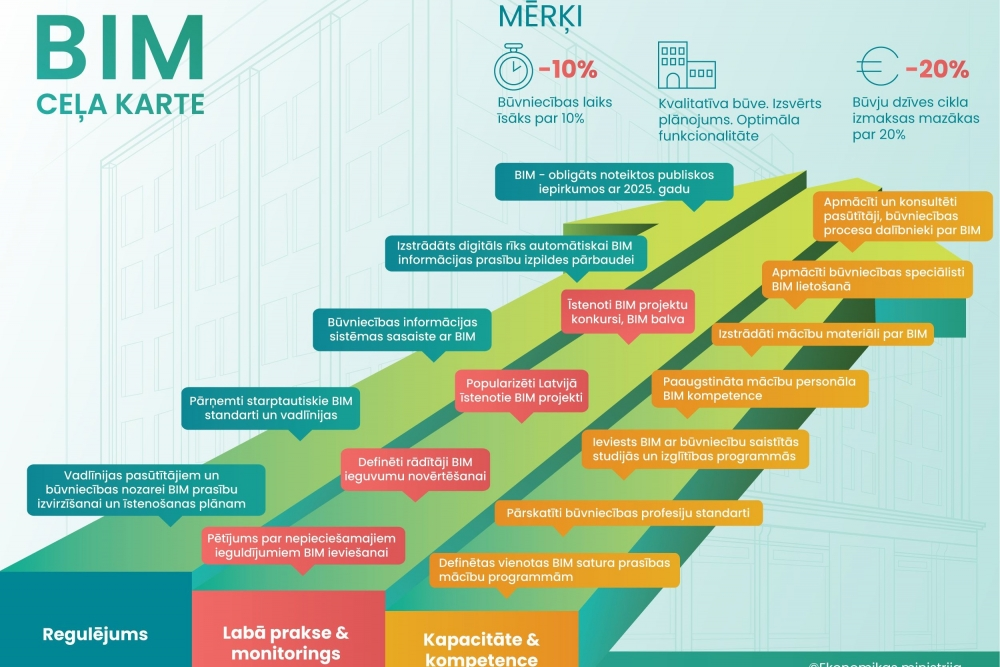 BIM
CEĻA KARTE
MĒRĶI
-10%
Būvniecības laiks
īsāks par 10%
Kvalitatīva būve. Izsvērts
plānojums. Optimāla
funkcionalitāte
-20%
Būvju dzīves cikla
izmaksas mazākas
par 20%
BIM - obligāts noteiktos publiskos
iepirkumos ar 2025. gadu
Izstrādāts digitāls rīks automātiskai BIM
informācijas prasību izpildes pārbaudei
Būvniecības informācijas
sistēmas sasaiste ar BIM
Pārņemti starptautiskie BIM
standarti un vadlīnijas
Vadlīnijas pasūtītājiem un
būvniecības nozarei BIM prasību
izvirzīšanai un īstenošanas plānam
Īstenoti BIM projektu
konkursi, BIM balva
Popularizēti Latvijā
īstenotie BIM projekti
Definēti rādītāji BIM
ieguvumu novērtēšanai
Pētījums par nepieciešamajiem
ieguldījumiem BIM ieviešanai
Apmācīti un konsultēti
pasūtītāji, būvniecības
procesa dalībnieki par BIM
Apmācīti būvniecības speciālisti
BIM lietošanā
Izstrādāti mācību materiāli par BIM
Paaugstināta mācību personāla
BIM kompetence
Ieviests BIM ar būvniecību saistītās
studijās un izglītības programmās
Pārskatīti būvniecības profesiju standarti
Definētas vienotas BIM satura prasības
mācību programmām
Regulējums
Labā prakse &
monitorings
Kapacitāte &
kompetence
©Ekonomikas ministrija